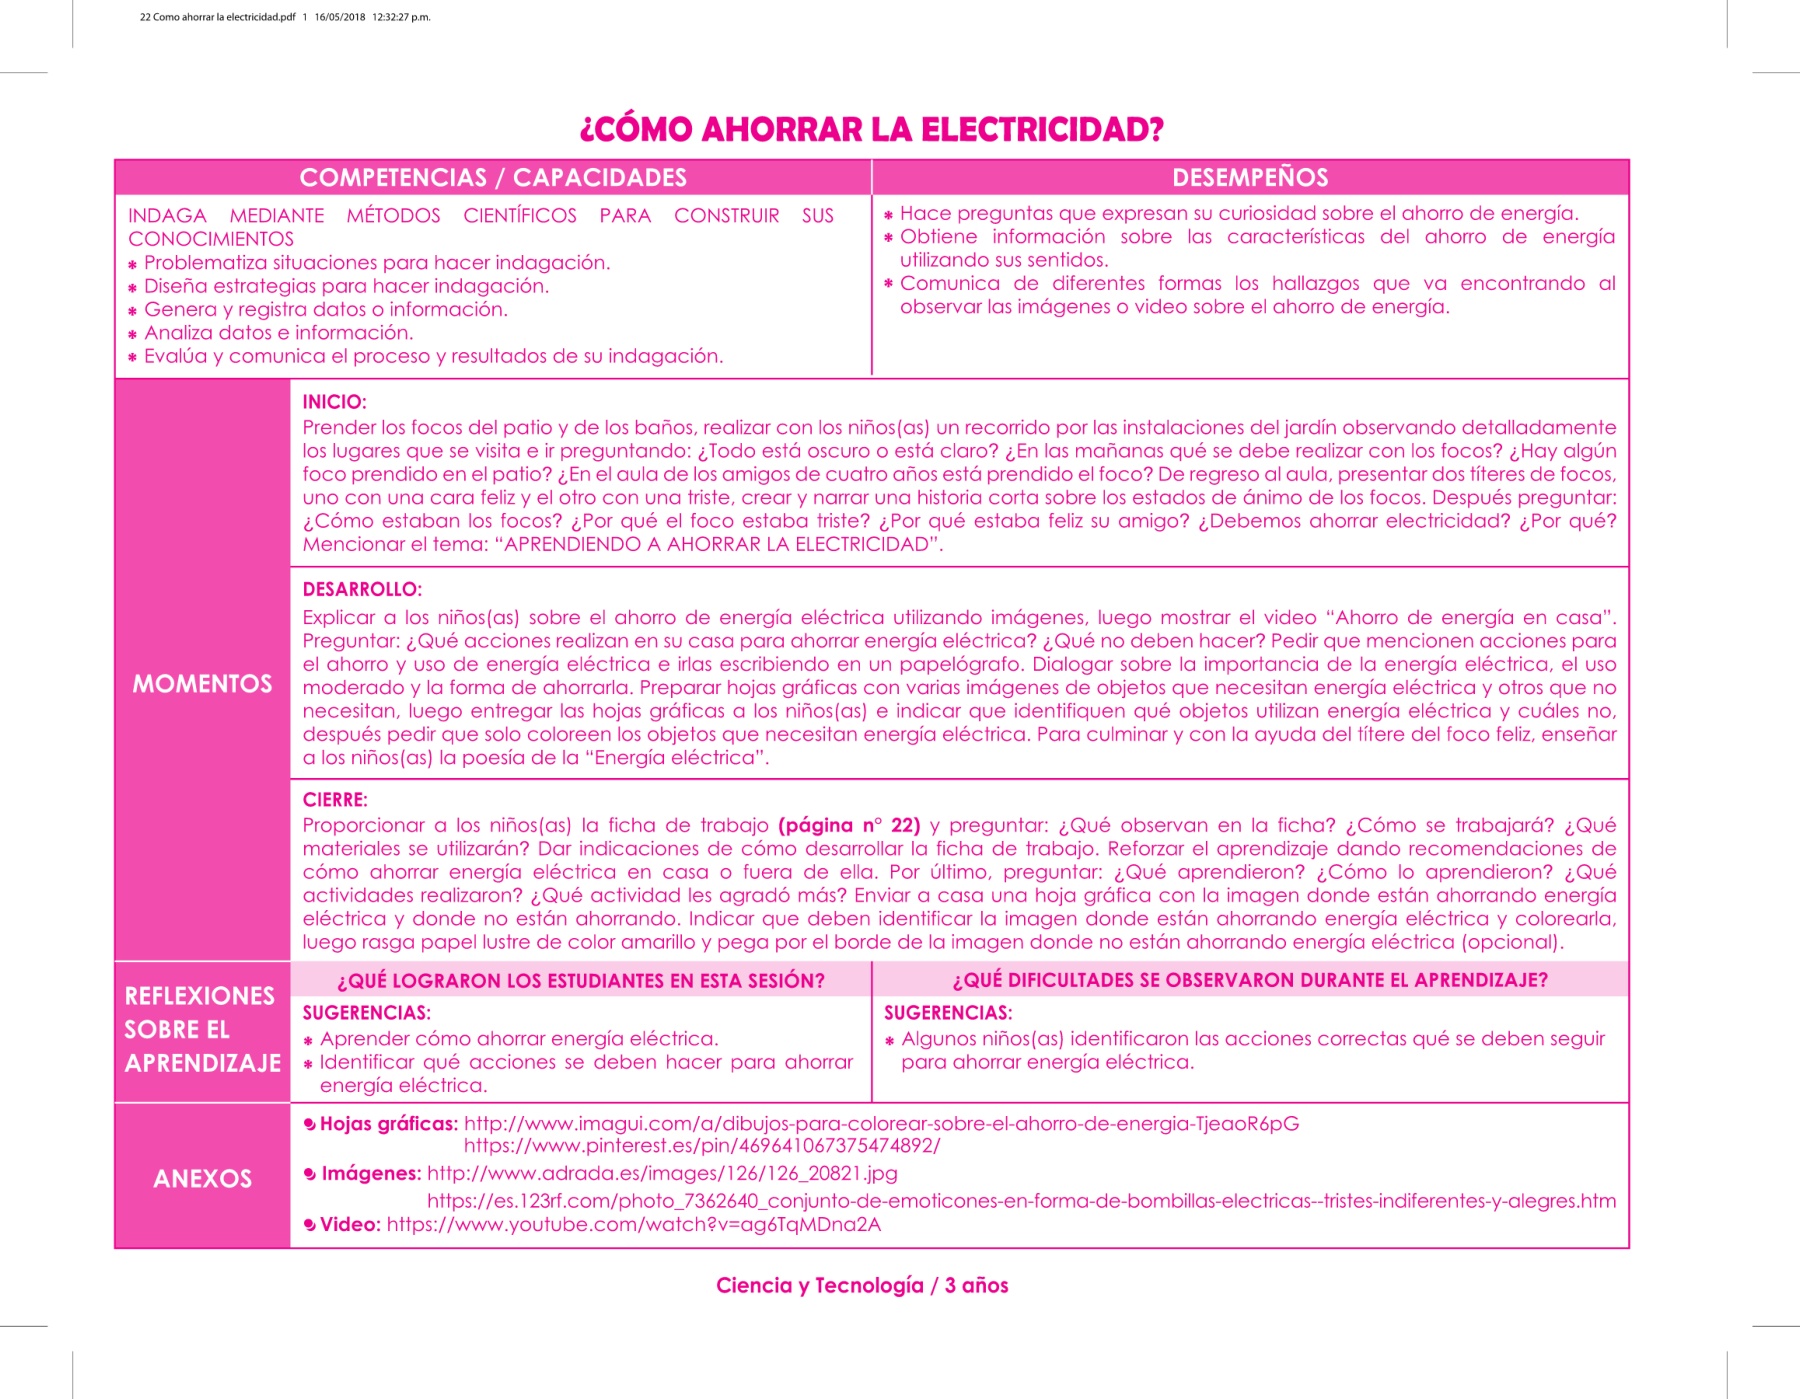 22 Como ahorrar la electricidad.pdf 1 16/05/2018 12:32:27 p.m.
¿CÓMO AHORRAR LA ELECTRICIDAD?
COMPETENCIAS / CAPACIDADES
INDAGA MEDIANTE MÉTODOS CIENTÍFICOS PARA CONSTRUIR SUS
CONOCIMIENTOS
* Problematiza situaciones para hacer indagación.
* Diseña estrategias para hacer indagación.
* Genera y registra datos o información.
* Analiza datos e información.
* Evalúa y comunica el proceso y resultados de su indagación.
DESEMPEÑOS
* Hace preguntas que expresan su curiosidad sobre el ahorro de energía.
* Obtiene información sobre las características del ahorro de energía
utilizando sus sentidos.
* Comunica de diferentes formas los hallazgos que va encontrando al
observar las imágenes o video sobre el ahorro de energía.
MOMENTOS
INICIO:
Prender los focos del patio y de los baños, realizar con los niños(as) un recorrido por las instalaciones del jardín observando detalladamente
los lugares que se visita e ir preguntando: ¿Todo está oscuro o está claro? ¿En las mañanas qué se debe realizar con los focos? ¿Hay algún
foco prendido en el patio? ¿En el aula de los amigos de cuatro años está prendido el foco? De regreso al aula, presentar dos títeres de focos,
uno con una cara feliz y el otro con una triste, crear y narrar una historia corta sobre los estados de ánimo de los focos. Después preguntar:
¿Cómo estaban los focos? ¿Por qué el foco estaba triste? ¿Por qué estaba feliz su amigo? ¿Debemos ahorrar electricidad? ¿Por qué?
Mencionar el tema: “APRENDIENDO A AHORRAR LA ELECTRICIDAD”.
DESARROLLO:
Explicar a los niños(as) sobre el ahorro de energía eléctrica utilizando imágenes, luego mostrar el video “Ahorro de energía en casa”.
Preguntar: ¿Qué acciones realizan en su casa para ahorrar energía eléctrica? ¿Qué no deben hacer? Pedir que mencionen acciones para
el ahorro y uso de energía eléctrica e irlas escribiendo en un papelógrafo. Dialogar sobre la importancia de la energía eléctrica, el uso
moderado y la forma de ahorrarla. Preparar hojas gráficas con varias imágenes de objetos que necesitan energía eléctrica y otros que no
necesitan, luego entregar las hojas gráficas a los niños(as) e indicar que identifiquen qué objetos utilizan energía eléctrica y cuáles no,
después pedir que solo coloreen los objetos que necesitan energía eléctrica. Para culminar y con la ayuda del títere del foco feliz, enseñar
a los niños(as) la poesía de la “Energía eléctrica”.
CIERRE:
Proporcionar a los niños(as) la ficha de trabajo (página n° 22) y preguntar: ¿Qué observan en la ficha? ¿Cómo se trabajará? ¿Qué
materiales se utilizarán? Dar indicaciones de cómo desarrollar la ficha de trabajo. Reforzar el aprendizaje dando recomendaciones de
cómo ahorrar energía eléctrica en casa o fuera de ella. Por último, preguntar: ¿Qué aprendieron? ¿Cómo lo aprendieron? ¿Qué
actividades realizaron? ¿Qué actividad les agradó más? Enviar a casa una hoja gráfica con la imagen donde están ahorrando energía
eléctrica y donde no están ahorrando. Indicar que deben identificar la imagen donde están ahorrando energía eléctrica y colorearla,
luego rasga papel lustre de color amarillo y pega por el borde de la imagen donde no están ahorrando energía eléctrica (opcional).
REFLEXIONES
SOBRE EL
APRENDIZAJE
¿QUÉ LOGRARON LOS ESTUDIANTES EN ESTA SESIÓN?
SUGERENCIAS:
* Aprender cómo ahorrar energía eléctrica.
* Identificar qué acciones se deben hacer para ahorrar
energía eléctrica.
¿QUÉ DIFICULTADES SE OBSERVARON DURANTE EL APRENDIZAJE?
SUGERENCIAS:
* Algunos niños(as) identificaron las acciones correctas qué se deben seguir
para ahorrar energía eléctrica.
ANEXOS
Hojas gráficas: http://www.imagui.com/a/dibujos-para-colorear-sobre-el-ahorro-de-energia-TjeaoR6pG
https://www.pinterest.es/pin/469641067375474892/
Imágenes: http://www.adrada.es/images/126/126_20821.jpg
https://es.123rf.com/photo_7362640_conjunto-de-emoticones-en-forma-de-bombillas-electricas--tristes-indiferentes-y-alegres.htm
Video: https://www.youtube.com/watch?v=ag6TqMDna2A
Ciencia y Tecnología / 3 años